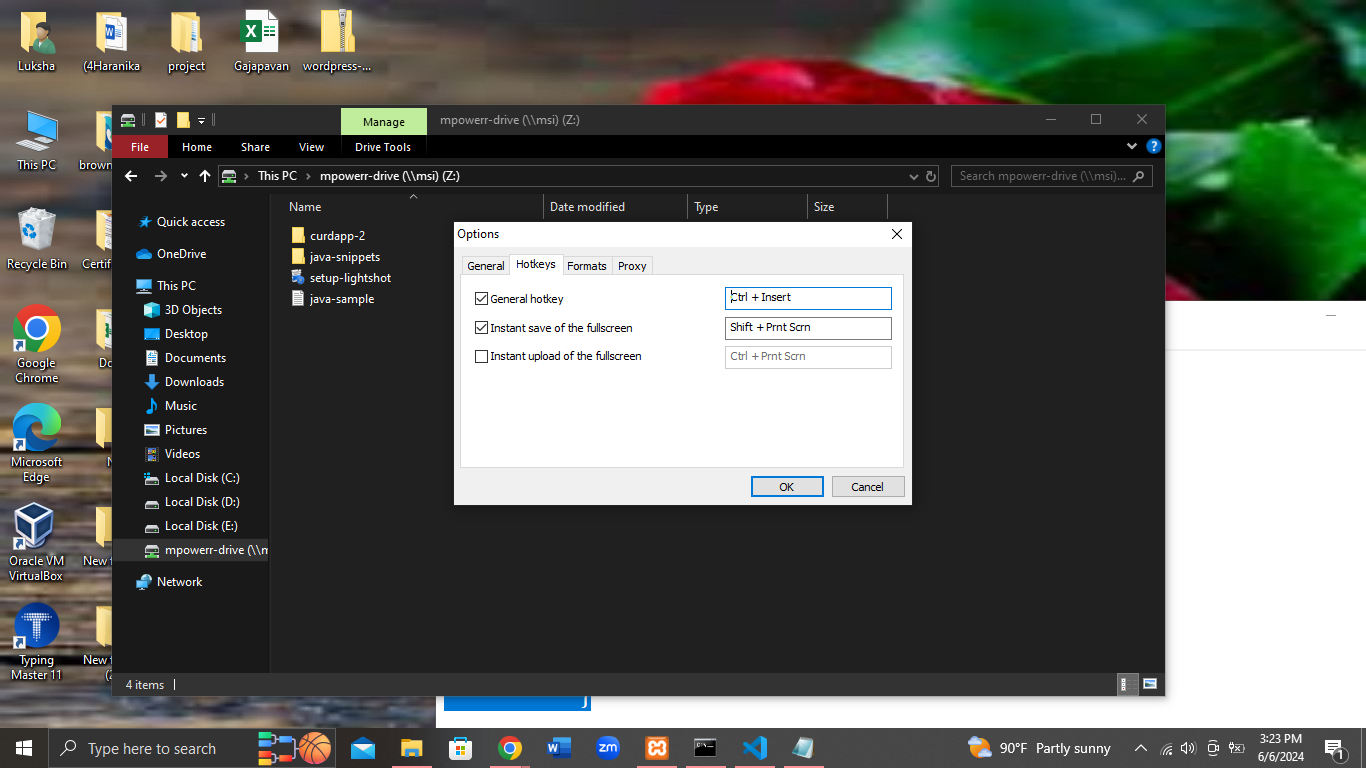 Luksha
(4Haranika
project
Gajapavan
wordpress-...
This PC
brown
Recycle Bin
Certif
Google Chrome
Do
Microsoft Edge
N
Oracle VM VirtualBox
New f
Typing Master 11
New f
(2
Manage
mpowerr-drive (\\msi) (Z:)
File
Home
Share
View
Drive Tools
This PC
mpowerr-drive (\\msi) (Z:)
Search mpowerr-drive (\\msi)...
Quick access
OneDrive
This PC
3D Objects
Desktop
Documents
Downloads
Music
Pictures
Videos
Local Disk (C:)
Local Disk (D:)
Local Disk (E:)
mpowerr-drive (\\m
Network
Name
Date modified
Type
Size
curdapp-2
java-snippets
setup-lightshot
java-sample
Options
General
Hotkeys
Formats
Proxy
General hotkey
Ctrl + Insert
Instant save of the fullscreen
Shift + Prnt Scrn
Instant upload of the fullscreen
Ctrl + Prnt Scrn
OK
Cancel
4 items
Type here to search
90°F Partly sunny
3:23 PM
6/6/2024
1